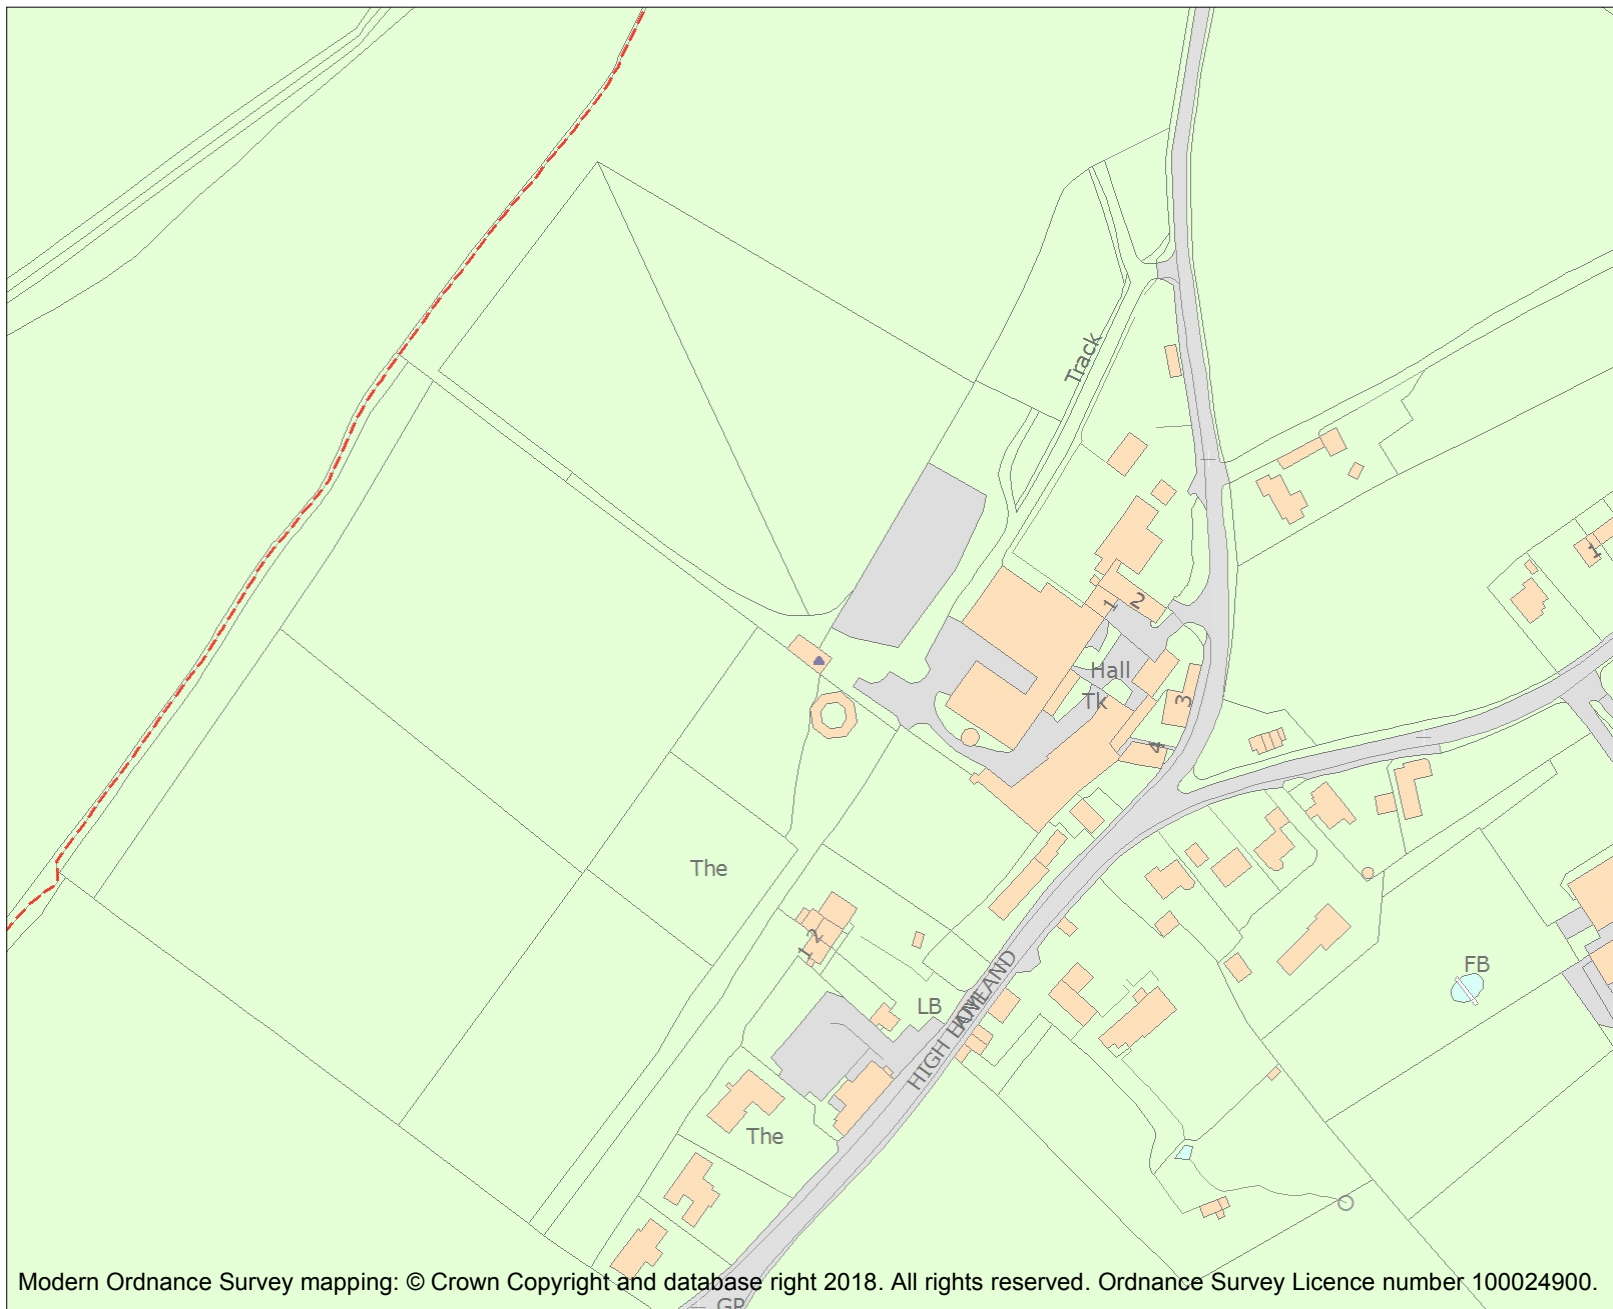 Track
1
1
2
Hall
Tk
3
4
The
1 2
FB
LB
HIGH LANE
The
GR
Modern Ordnance Survey mapping: © Crown Copyright and database right 2018. All rights reserved. Ordnance Survey Licence number 100024900.